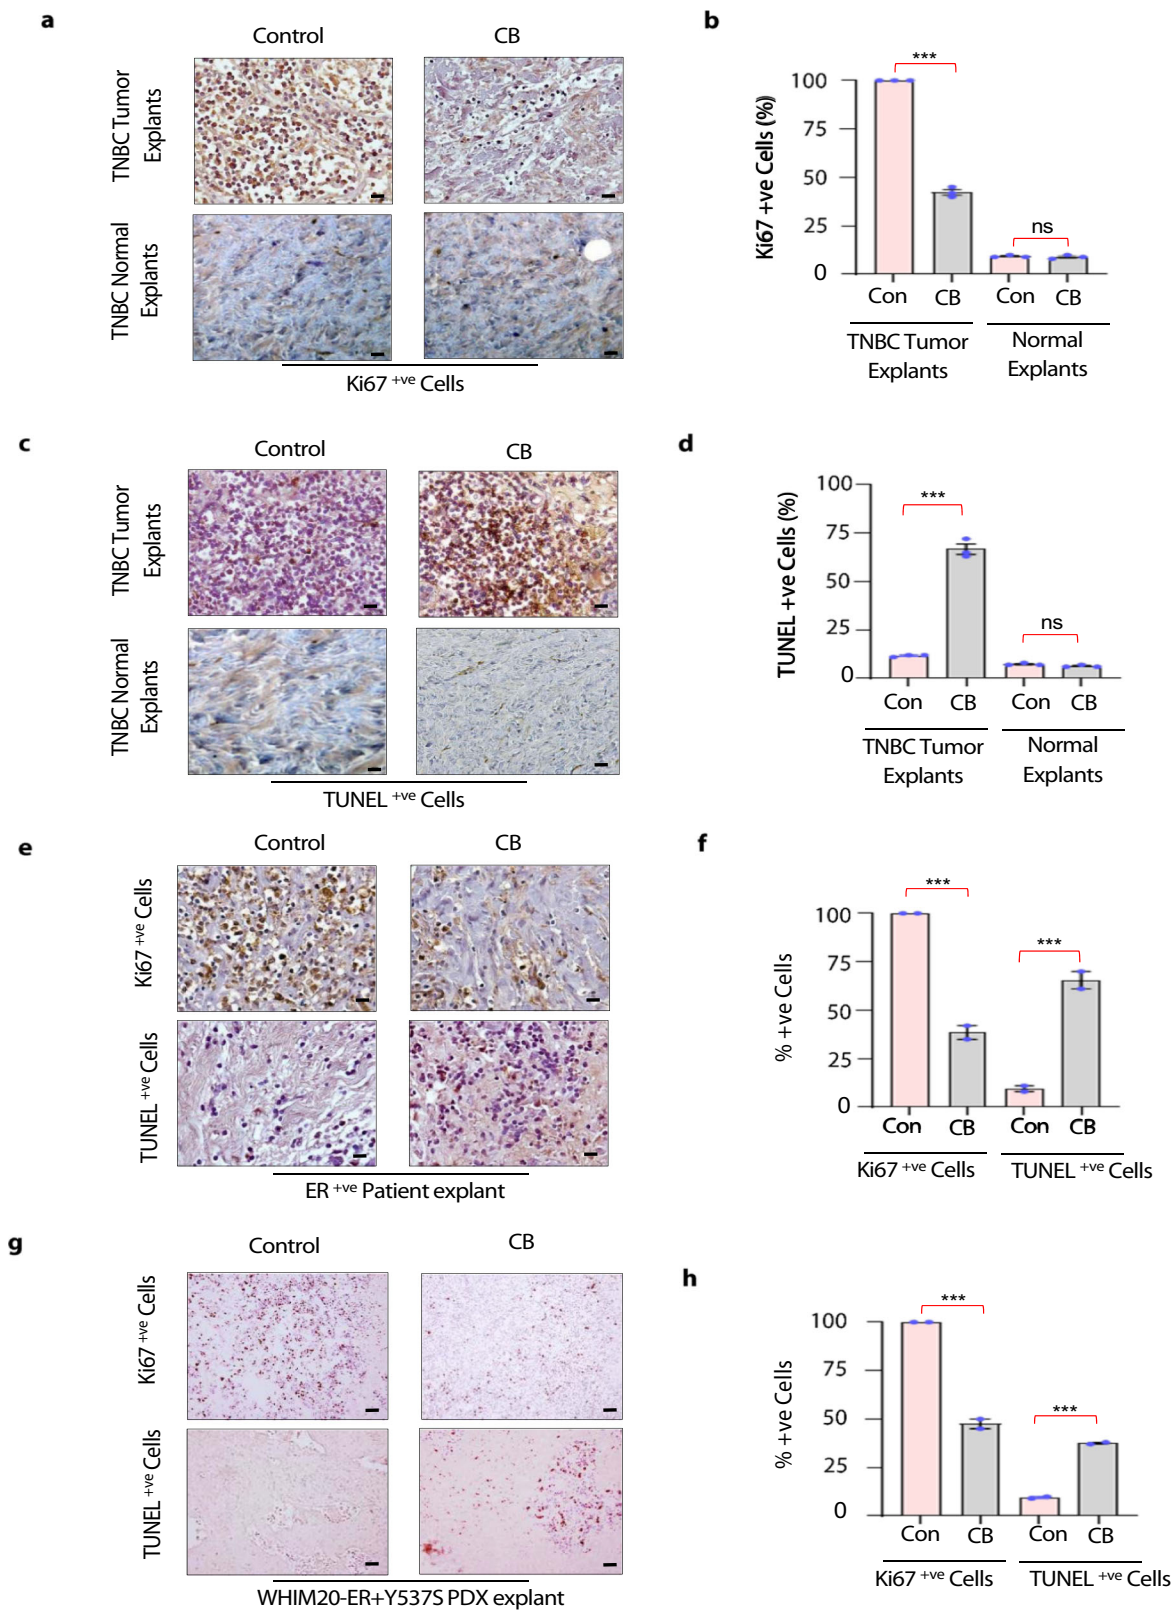 a
Control
CB
TNBC Tumor
Explants
TNBC Normal
Explants
Ki67 +ve Cells
b
***
100
75
50
25
0
Ki67 +ve Cells (%)
ns
Con
CB
Con
CB
TNBC Tumor
Explants
Normal
Explants
c
Control
CB
TNBC Tumor
Explants
TNBC Normal
Explants
TUNEL +ve Cells
d
100
75
50
25
0
TUNEL +ve Cells (%)
***
ns
Con
CB
Con
CB
TNBC Tumor
Explants
Normal
Explants
e
Control
CB
Ki67 +ve Cells
TUNEL +ve Cells
ER +ve Patient explant
f
***
100
75
50
25
0
% +ve Cells
***
Con
CB
Con
CB
Ki67 +ve Cells
TUNEL +ve Cells
g
Control
CB
Ki67 +ve Cells
TUNEL +ve Cells
WHIM20-ER+Y537S PDX explant
h
***
100
75
50
25
0
% +ve Cells
***
Con
CB
Con
CB
Ki67 +ve Cells
TUNEL +ve Cells